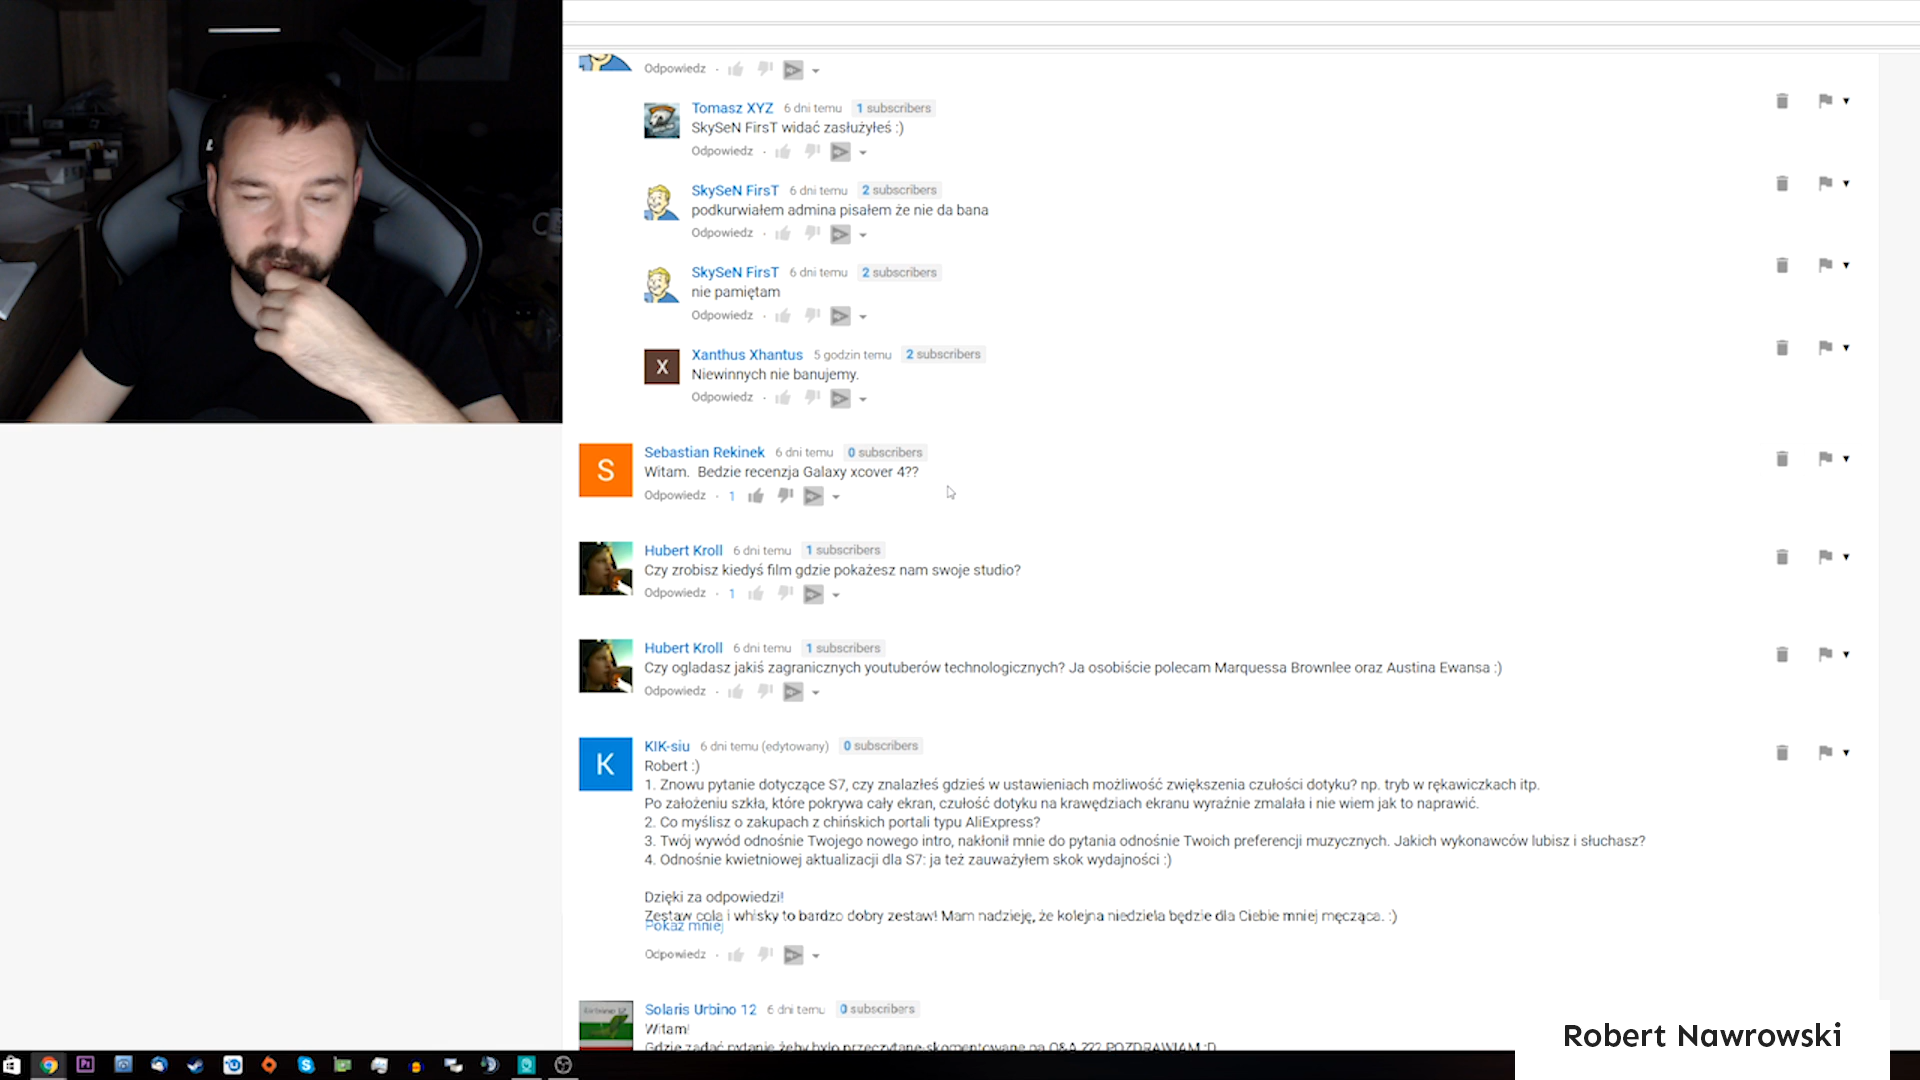 Odpowiedz
Tomasz XYZ 6 dni temu 1 subscribers
SkySeN FirsT widać zasłużyłeś :)
Odpowiedz
SkySeN FirsT 6 dni temu 2 subscribers
podkurwiałem admina pisałem że nie da bana
Odpowiedz
SkySeN FirsT 6 dni temu 2 subscribers
nie pamiętam
Odpowiedz
X
Xanthus Xhantus 5 godzin temu 2 subscribers
Niewinnych nie banujemy.
Odpowiedz
S
Sebastian Rekinek 6 dni temu 0 subscribers
Witam. Bedzie recenzja Galaxy xcover 4??
Odpowiedz · 1
Hubert Kroll 6 dni temu 1 subscribers
Czy zrobisz kiedyś film gdzie pokażesz nam swoje studio?
Odpowiedz · 1
Hubert Kroll 6 dni temu 1 subscribers
Czy ogladasz jakiś zagranicznych youtuberów technologicznych? Ja osobiście polecam Marquessa Brownlee oraz Austina Ewansa :)
Odpowiedz
K
KIK-siu 6 dni temu (edytowany) 0 subscribers
Robert :)
1. Znowu pytanie dotyczące S7, czy znalazłeś gdzieś w ustawieniach możliwość zwiększenia czułości dotyku? np. tryb w rękawiczkach itp.
Po założeniu szkła, które pokrywa cały ekran, czułość dotyku na krawędziach ekranu wyraźnie zmalała i nie wiem jak to naprawić.
2. Co myślisz o zakupach z chińskich portali typu AliExpress?
3. Twój wywód odnośnie Twojego nowego intro, nakłonił mnie do pytania odnośnie Twoich preferencji muzycznych. Jakich wykonawców lubisz i słuchasz?
4. Odnośnie kwietniowej aktualizacji dla S7: ja też zauważyłem skok wydajności :)
Dzięki za odpowiedzi!
Zestaw cola i whisky to bardzo dobry zestaw! Mam nadzieję, że kolejna niedziela będzie dla Ciebie mniej męcząca. :)
Pokaż mniej
Odpowiedz
Solaris Urbino 12 6 dni temu 0 subscribers
Witam!
Gdzie zadać pytanie żeby było przeczytane skomentowane na Q&A ??? POZDRAWIAM :D
Robert Nawrowski